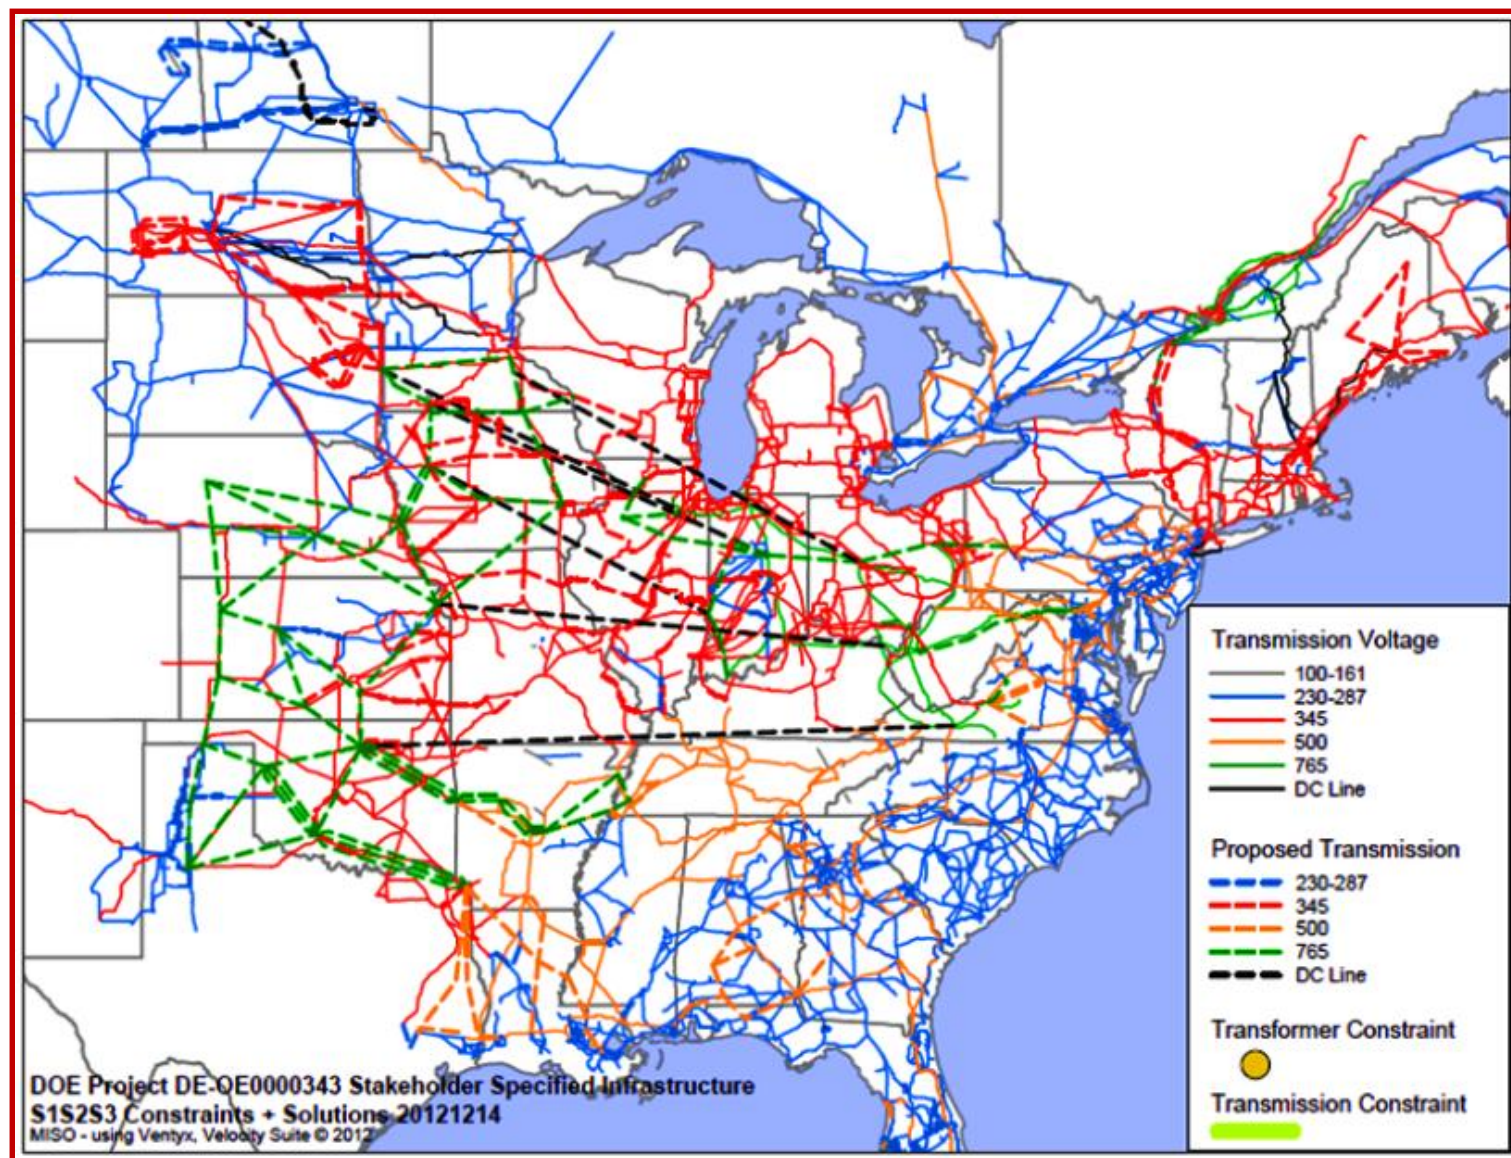 Transmission Voltage
100-161
230-287
345
500
765
DC Line
Proposed Transmission
230-287
345
500
765
DC Line
Transformer Constraint
Transmission Constraint
DOE Project DE-OE0000343 Stakeholder Specified Infrastructure
S1S2S3 Constraints + Solutions 20121214
MISO - using Ventyx, Velocity Suite © 2012